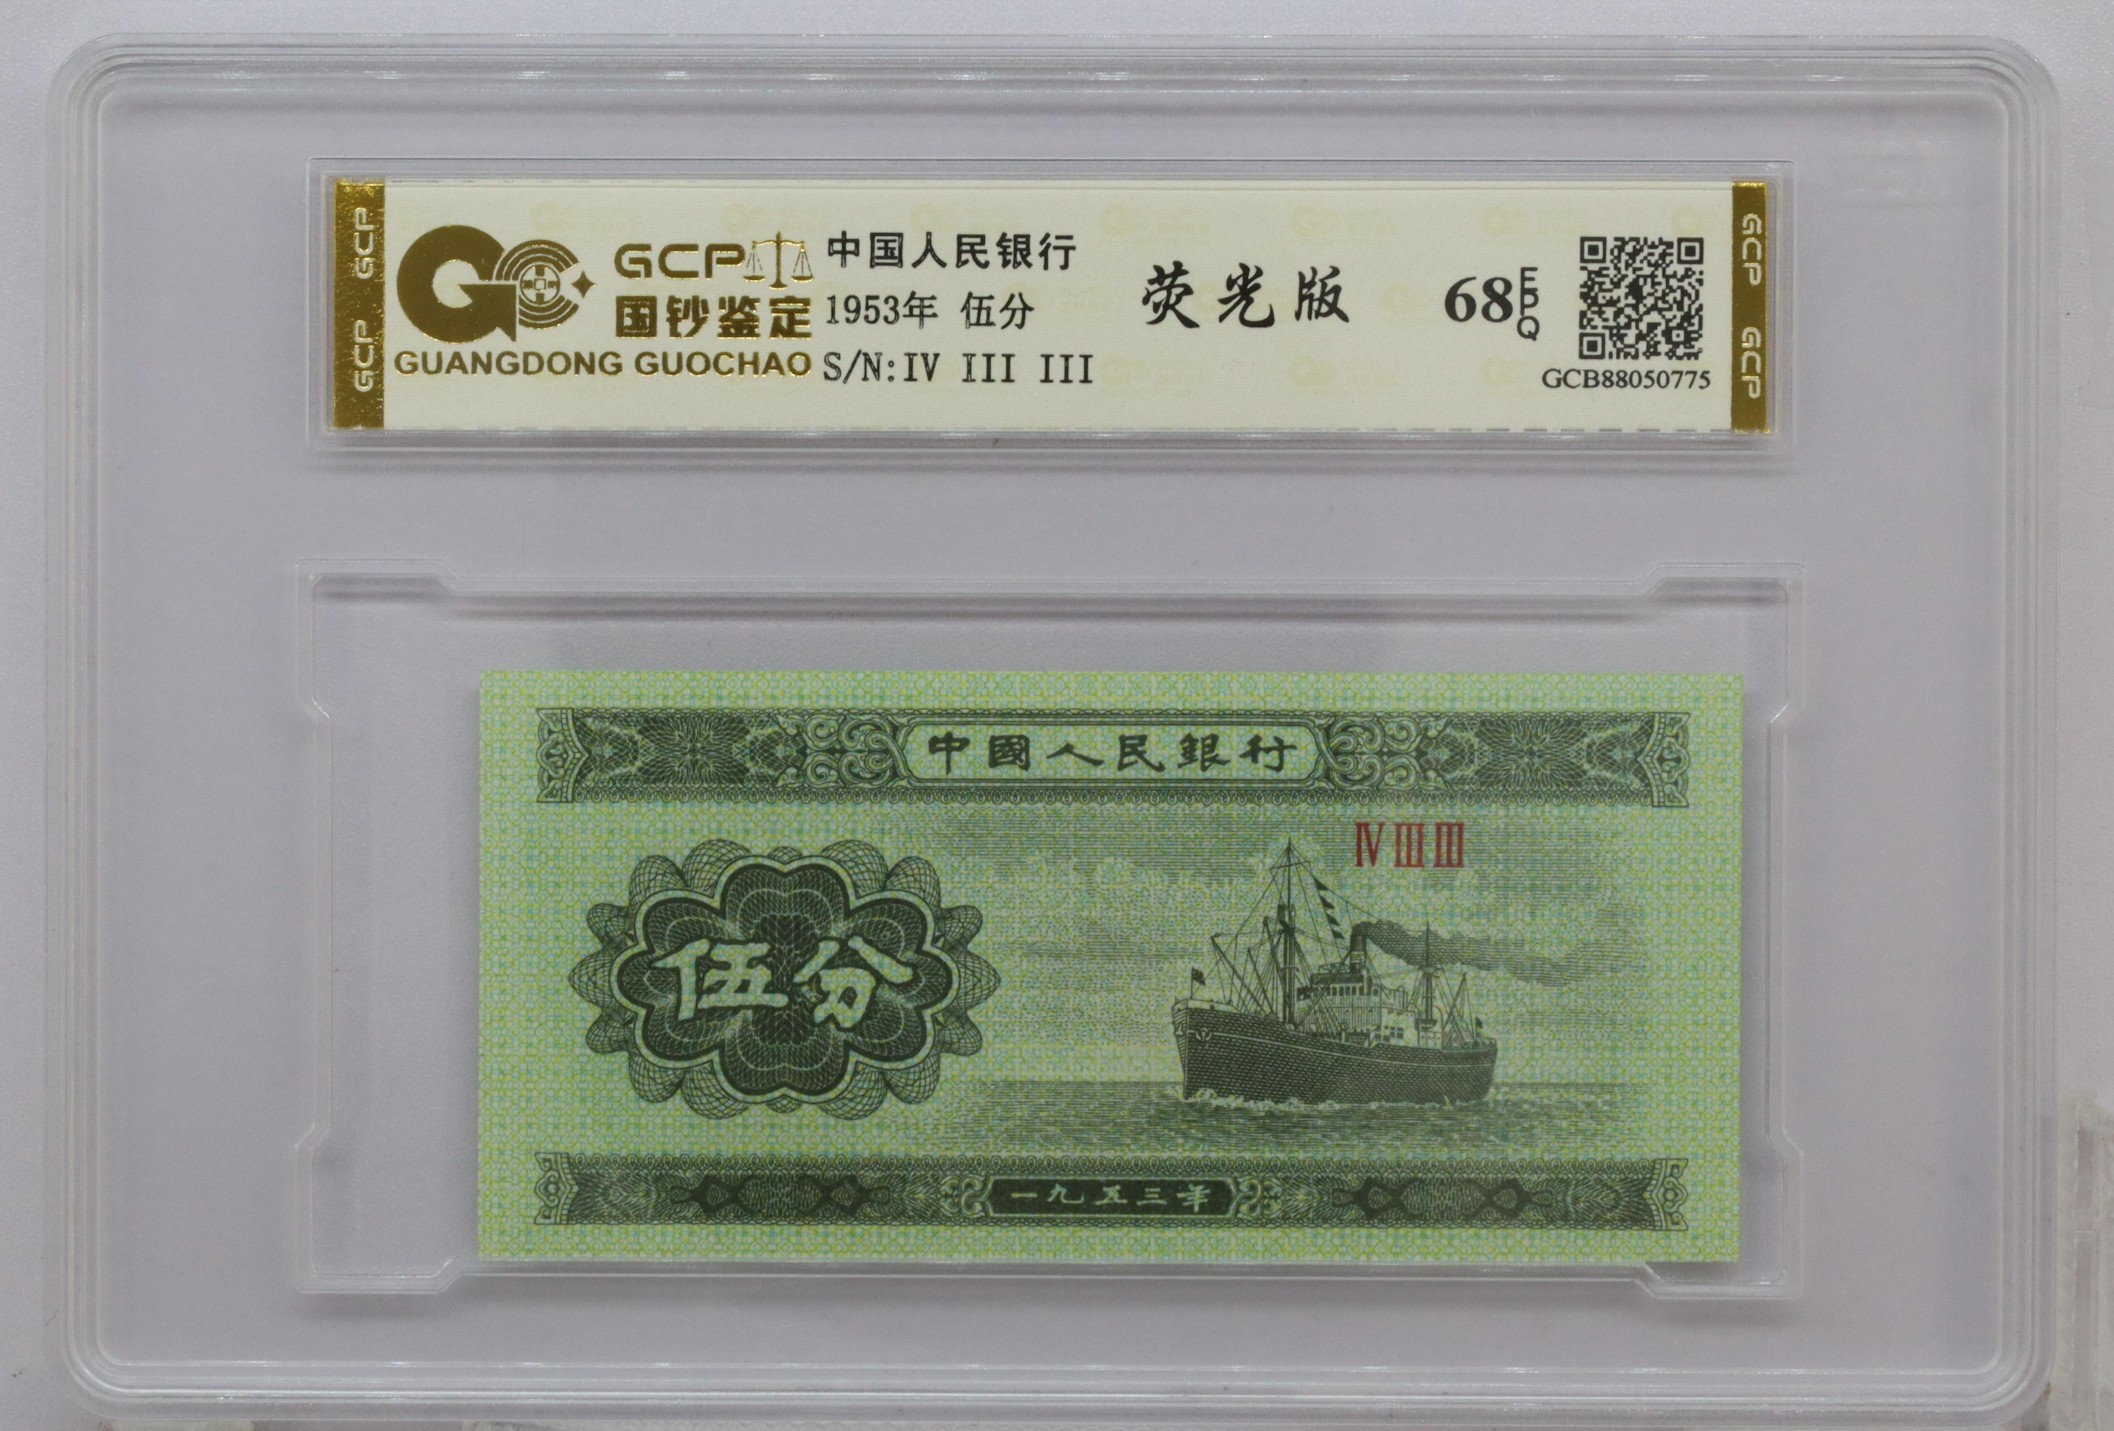 GCP GCP
GCP
国钞鉴定
GUANGDONG GUOCHAO
中国人民银行
1953年 伍分
S/N:IV III III
荧光版
68 EPQ
GCB88050775
GCP GCP
中國人民銀行
IV III III
伍分
一九五三年